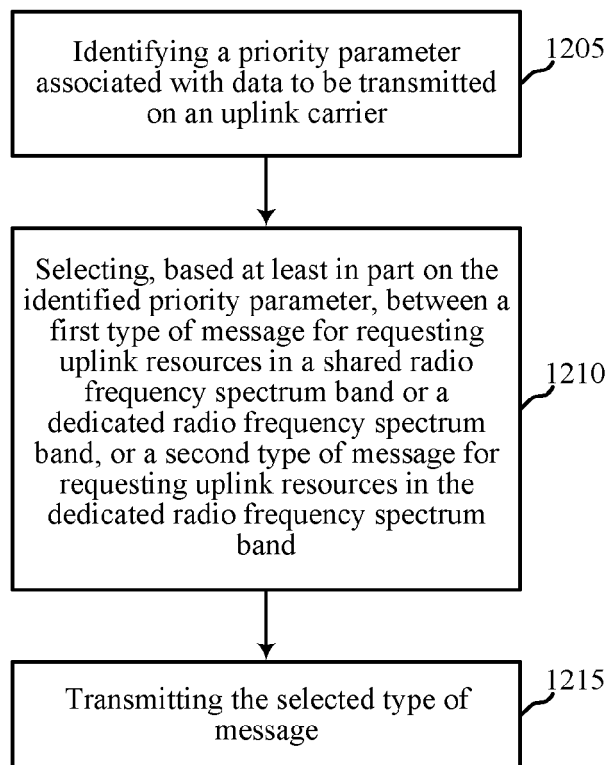 Identifying a priority parameter
associated with data to be transmitted
on an uplink carrier
1205
Selecting, based at least in part on the
identified priority parameter, between a
first type of message for requesting
uplink resources in a shared radio
frequency spectrum band or a
dedicated radio frequency spectrum
band, or a second type of message for
requesting uplink resources in the
dedicated radio frequency spectrum
band
1210
Transmitting the selected type of
message
1215